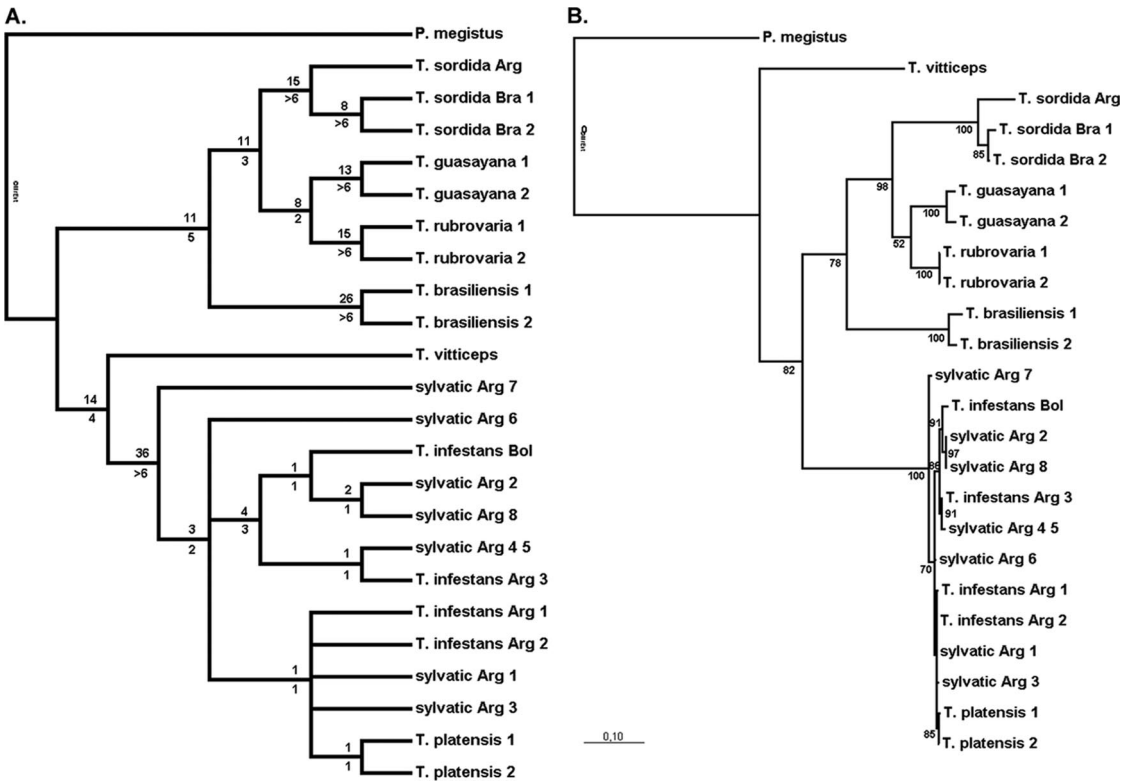 A.
P. megistus
T. sordida Arg
15
>6
T. sordida Bra 1
8
>6
T. sordida Bra 2
11
3
T. guasayana 1
13
>6
T. guasayana 2
8
2
T. rubrovaria 1
15
>6
T. rubrovaria 2
11
5
T. brasiliensis 1
26
>6
T. brasiliensis 2
T. vitticeps
14
4
sylvatic Arg 7
36
>6
sylvatic Arg 6
T. infestans Bol
1
1
sylvatic Arg 2
2
1
sylvatic Arg 8
4
3
3
2
sylvatic Arg 4 5
1
1
T. infestans Arg 3
T. infestans Arg 1
T. infestans Arg 2
sylvatic Arg 1
1
1
sylvatic Arg 3
T. platensis 1
1
1
T. platensis 2
B.
P. megistus
T. vitticeps
T. sordida Arg
100
T. sordida Bra 1
85
T. sordida Bra 2
98
T. guasayana 1
100
T. guasayana 2
52
T. rubrovaria 1
100
T. rubrovaria 2
78
T. brasiliensis 1
100
T. brasiliensis 2
82
sylvatic Arg 7
T. infestans Bol
91
sylvatic Arg 2
97
sylvatic Arg 8
100
T. infestans Arg 3
91
sylvatic Arg 4 5
sylvatic Arg 6
70
T. infestans Arg 1
T. infestans Arg 2
sylvatic Arg 1
sylvatic Arg 3
T. platensis 1
85
T. platensis 2
0,10